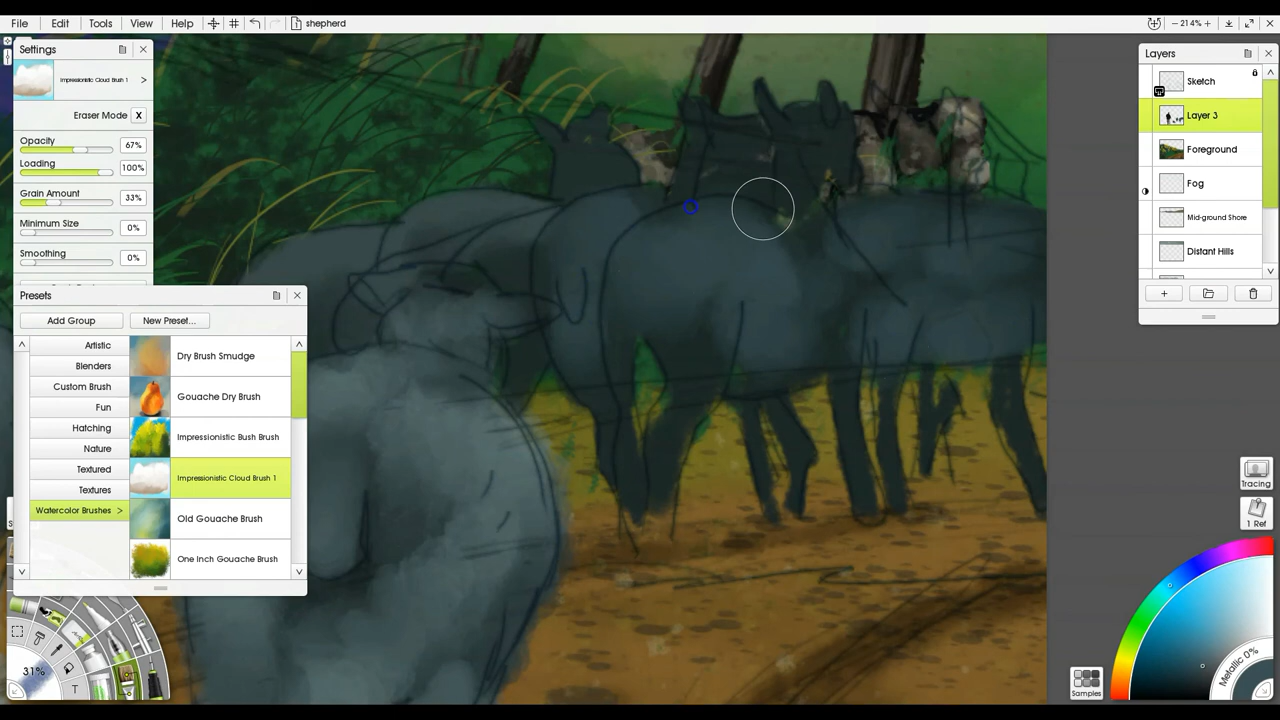 File Edit Tools View Help shepherd 214%
Settings
Impressionistic Cloud Brush 1 >
Eraser Mode X
Opacity 67%
Loading 100%
Grain Amount 33%
Minimum Size 0%
Smoothing 0%
Presets
Add Group New Preset...
Artistic
Blenders
Custom Brush
Fun
Hatching
Nature
Textured
Textures
Watercolor Brushes >
Dry Brush Smudge
Gouache Dry Brush
Impressionistic Bush Brush
Impressionistic Cloud Brush 1
Old Gouache Brush
One Inch Gouache Brush
31%
T
Layers
Sketch
Layer 3
Foreground
Fog
Mid-ground Shore
Distant Hills
Tracing
1 Ref
Samples
Metallic 0%